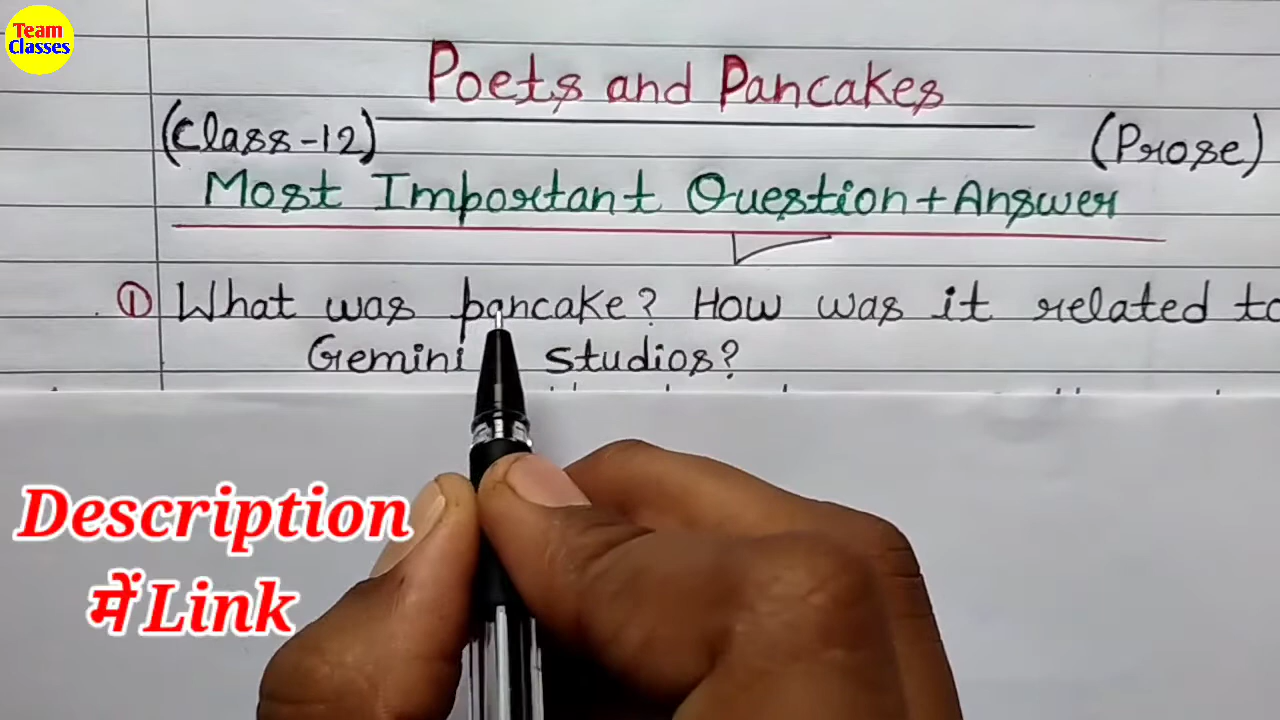 Team
Classes
Poets and Pancakes
(Class-12)
(Prose)
Most Important Question+Answer
① What was pancake? How was it related to
Gemini studios?
Description
में Link